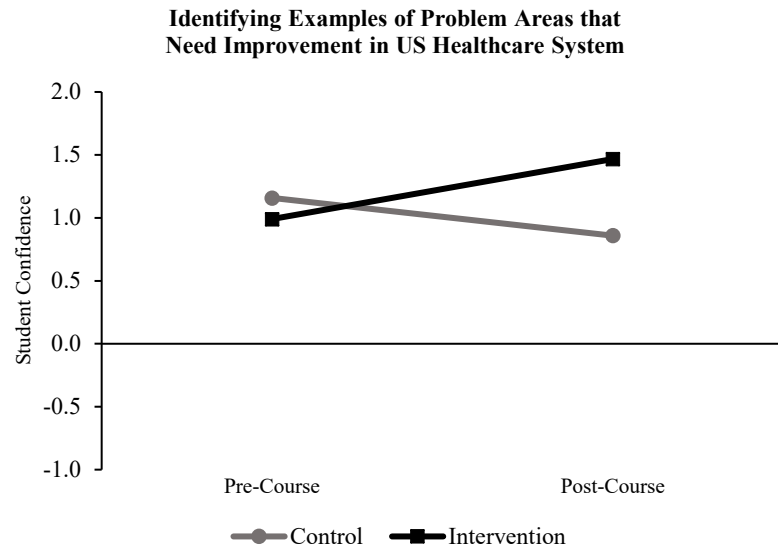 Identifying Examples of Problem Areas that
Need Improvement in US Healthcare System
2.0
1.5
1.0
0.5
0.0
-0.5
-1.0
Student Confidence
Pre-Course
Post-Course
Control
Intervention